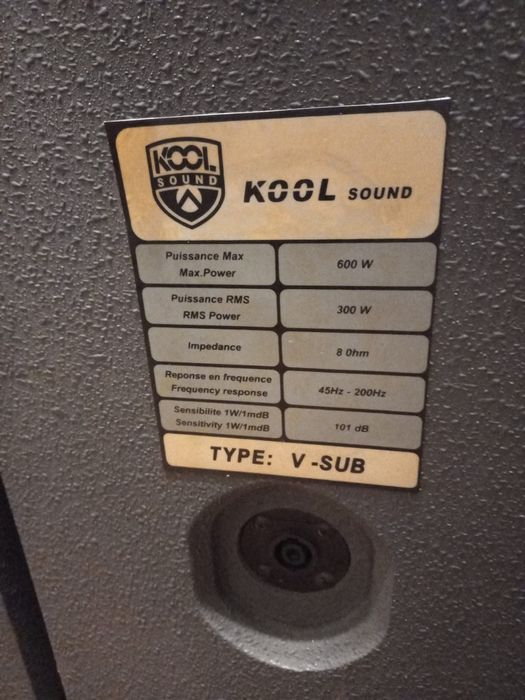 KOOL
SOUND
KOOL SOUND
Puissance Max
Max.Power
600 W
Puissance RMS
RMS Power
300 W
Impedance
8 Ohm
Reponse en frequence
Frequency response
45Hz - 200Hz
Sensibilite 1W/1mdB
Sensitivity 1W/1mdB
101 dB
TYPE: V -SUB